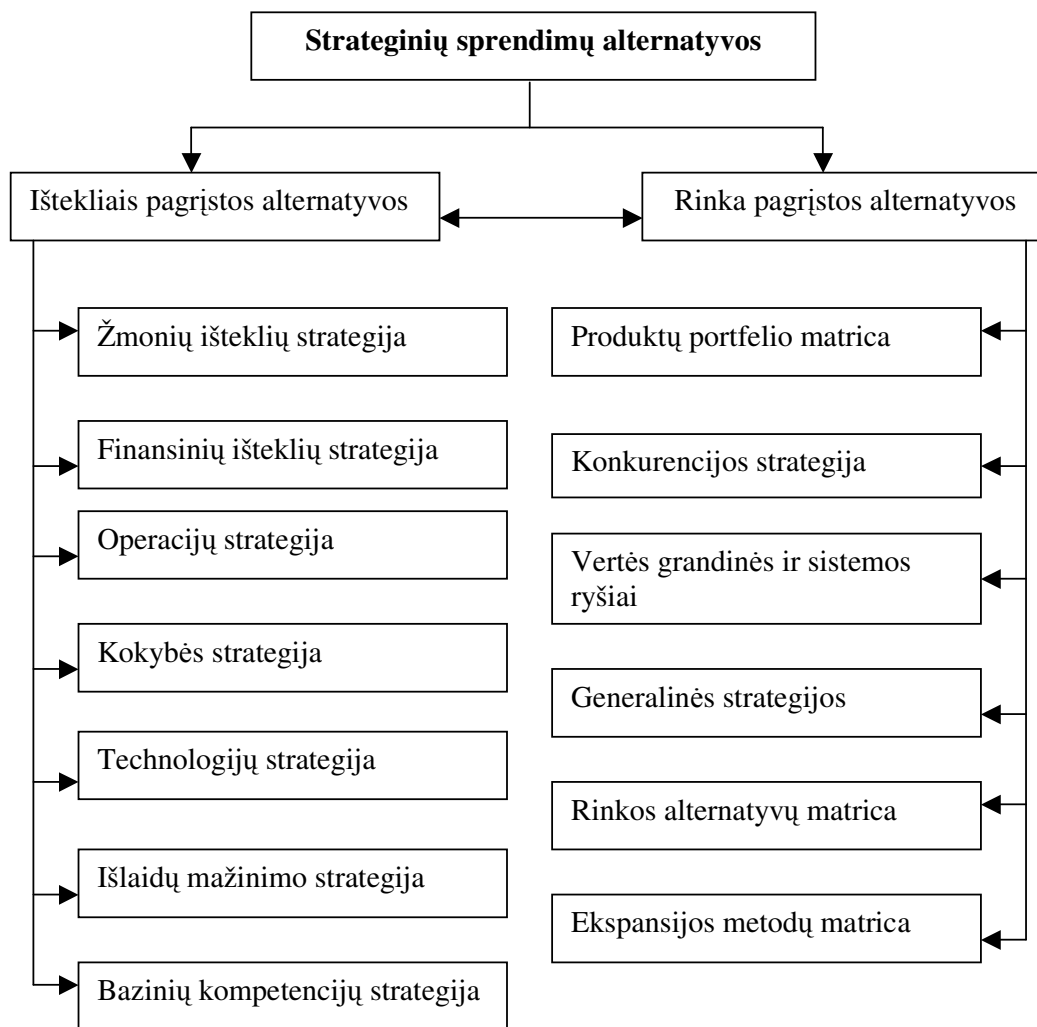 Strateginių sprendimų alternatyvos
Ištekliais pagrįstos alternatyvos
Rinka pagrįstos alternatyvos
Žmonių išteklių strategija
Finansinių išteklių strategija
Operacijų strategija
Kokybės strategija
Technologijų strategija
Išlaidų mažinimo strategija
Bazinių kompetencijų strategija
Produktų portfelio matrica
Konkurencijos strategija
Vertės grandinės ir sistemos
ryšiai
Generalinės strategijos
Rinkos alternatyvų matrica
Ekspansijos metodų matrica